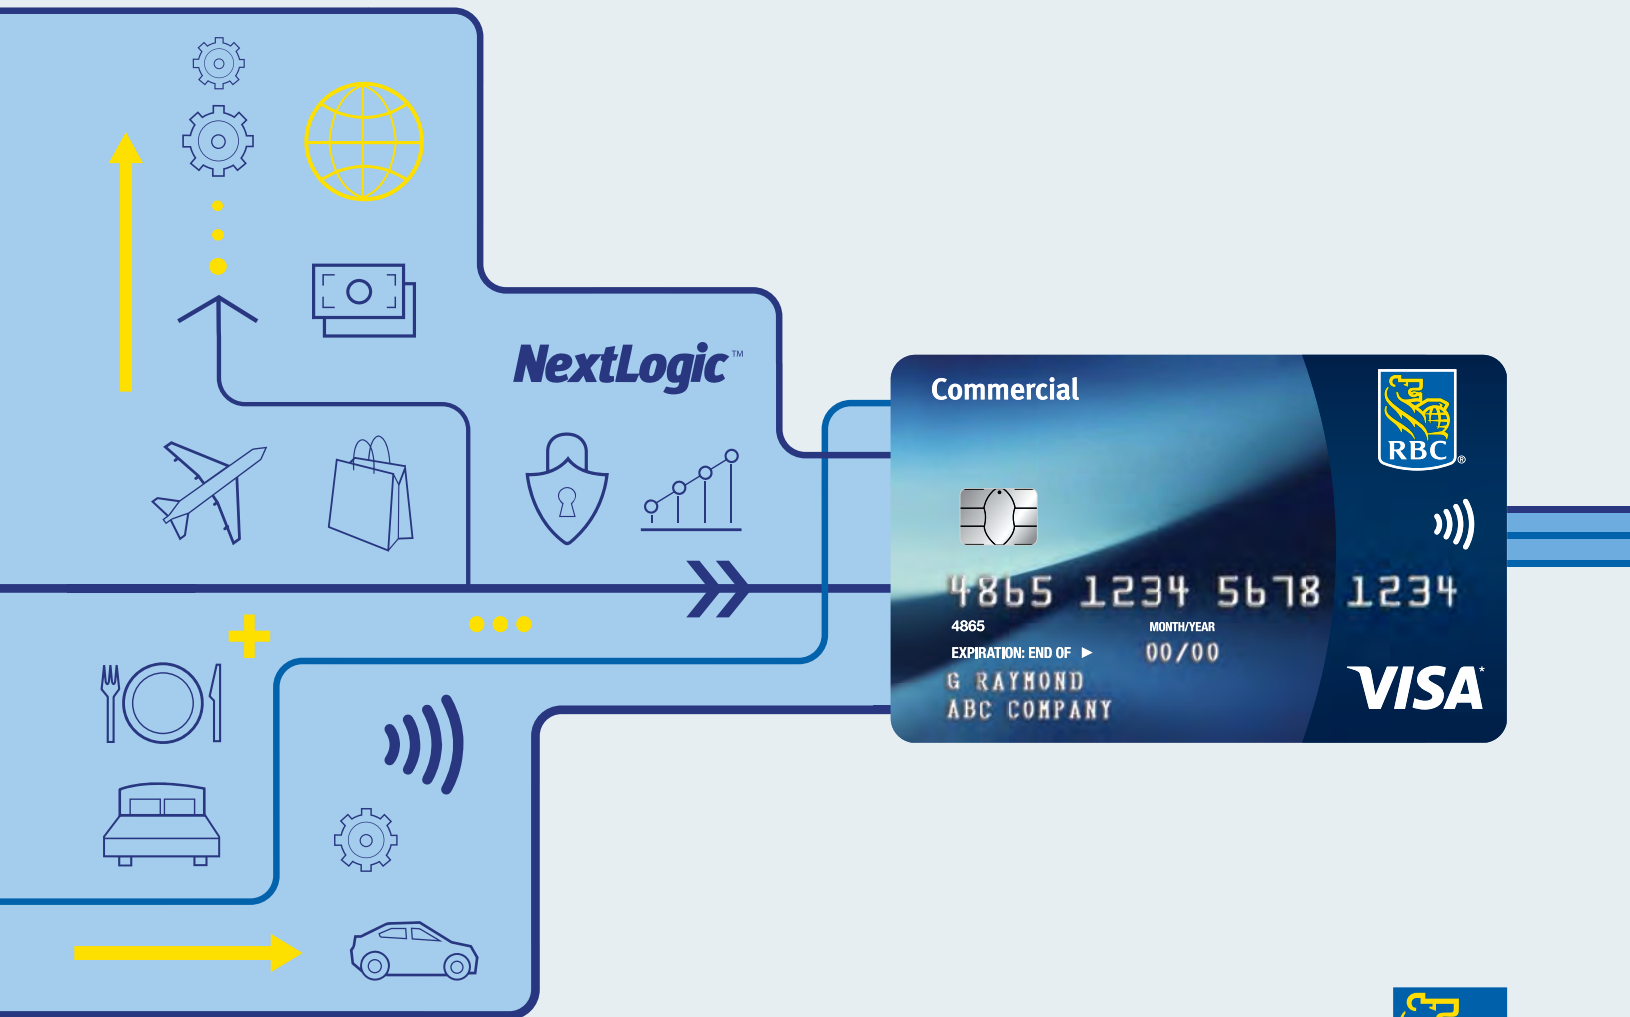 NextLogic™
Commercial
RBC®
4865 1234 5678 1234
4865
MONTH/YEAR
EXPIRATION: END OF ► 00/00
G RAYMOND
ABC COMPANY
VISA*